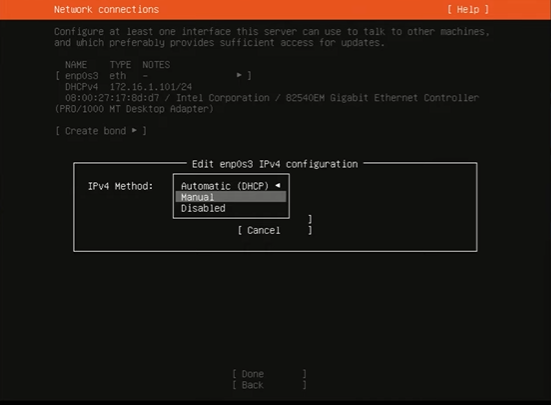 Network connections [ Help ]
Configure at least one interface this server can use to talk to other machines,
and which preferably provides sufficient access for updates.
NAME TYPE NOTES
[ enp0s3 eth – ▸ ]
DHCPv4 172.16.1.101/24
08:00:27:17:8d:d7 / Intel Corporation / 82540EM Gigabit Ethernet Controller
(PRO/1000 MT Desktop Adapter)
[ Create bond ▸ ]
Edit enp0s3 IPv4 configuration
IPv4 Method: Automatic (DHCP) ◂
Manual
Disabled
]
[ Cancel ]
[ Done ]
[ Back ]